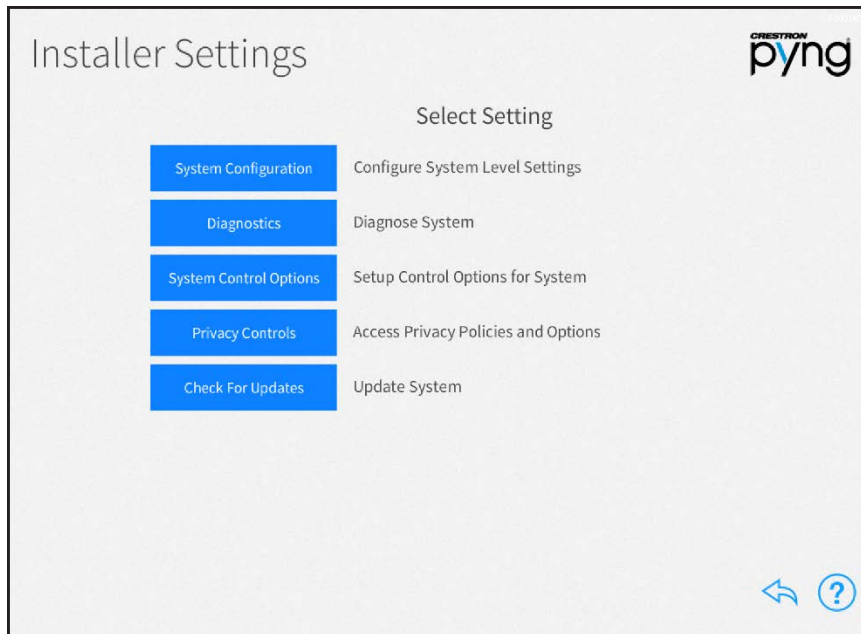 Installer Settings
CRESTRON
pyng
Select Setting
System Configuration Configure System Level Settings
Diagnostics Diagnose System
System Control Options Setup Control Options for System
Privacy Controls Access Privacy Policies and Options
Check For Updates Update System
?